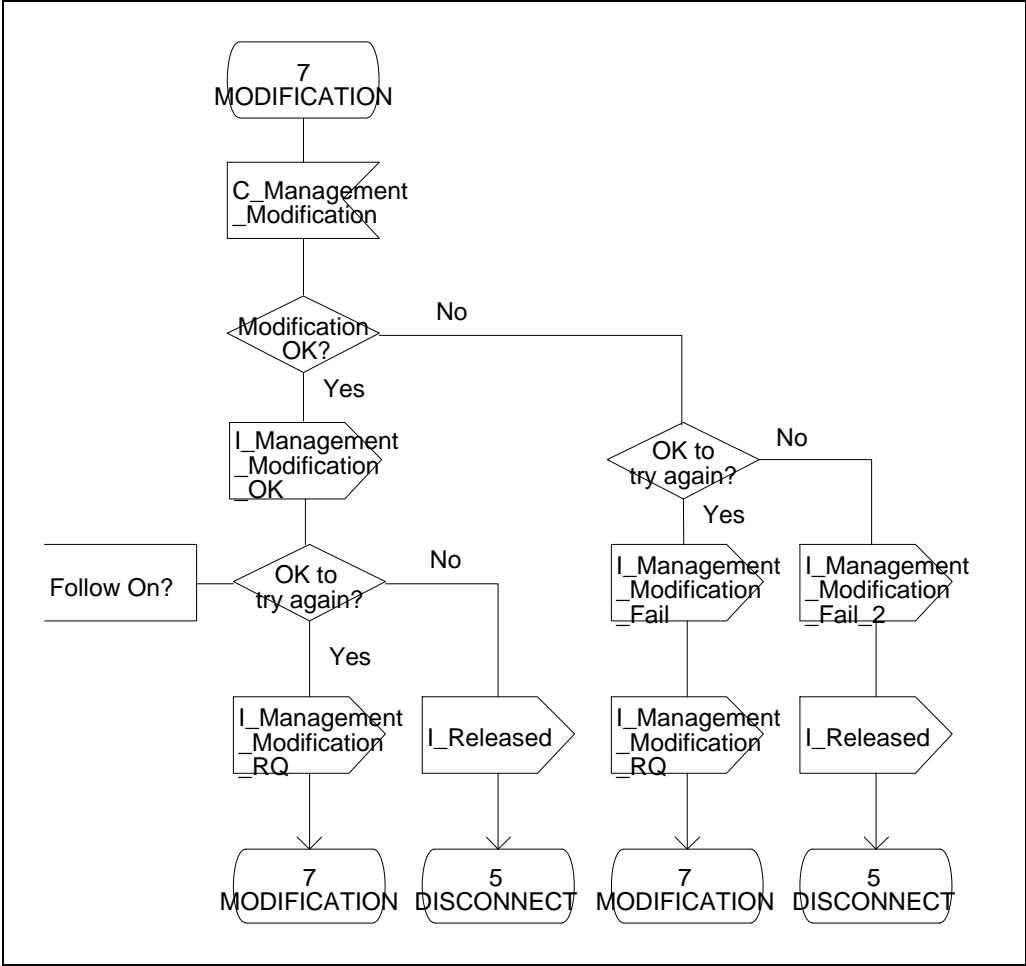 7
MODIFICATION
C_Management
_Modification
Modification
OK?
No
Yes
I_Management
_Modification
_OK
OK to
try again?
No
Yes
Follow On?
OK to
try again?
No
Yes
I_Management
_Modification
_Fail
I_Management
_Modification
_Fail_2
I_Management
_Modification
_RQ
I_Released
I_Management
_Modification
_RQ
I_Released
7
MODIFICATION
5
DISCONNECT
7
MODIFICATION
5
DISCONNECT